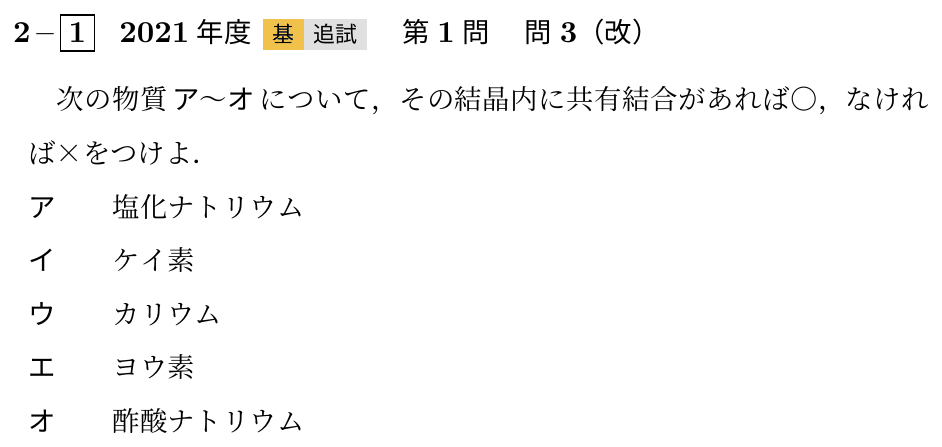 2−1 2021年度 基 追試 第1問 問3（改）
次の物質ア〜オについて，その結晶内に共有結合があれば○，なけれ
ば×をつけよ．
ア 塩化ナトリウム
イ ケイ素
ウ カリウム
エ ヨウ素
オ 酢酸ナトリウム